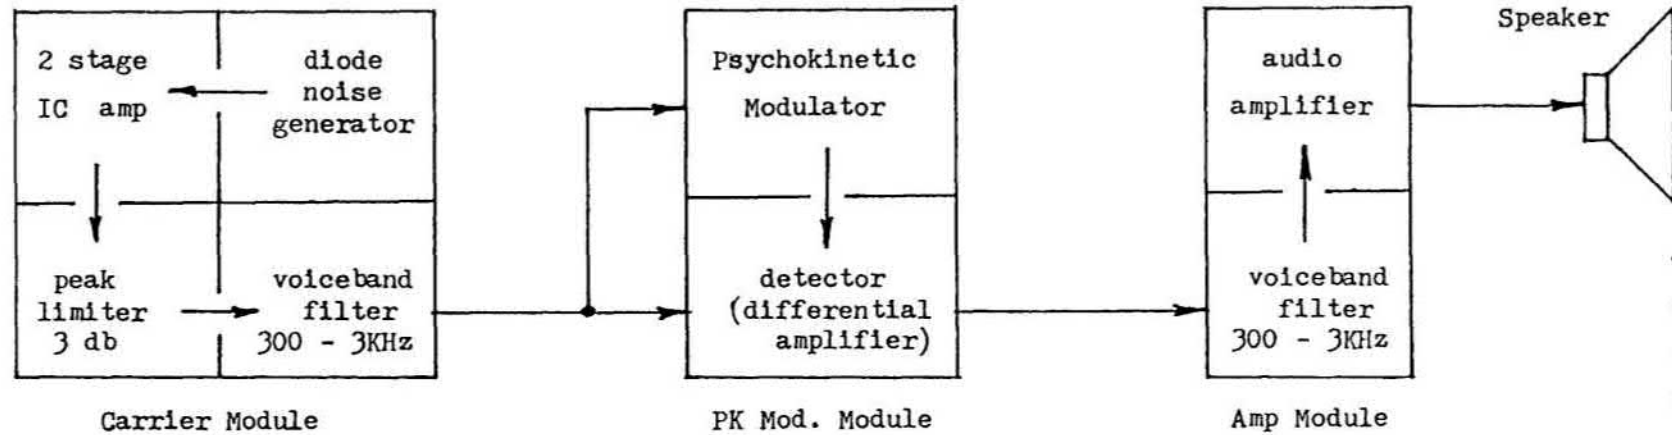 Speaker
2 stage
IC amp
diode
noise
generator
peak
limiter
3 db
voiceband
filter
300 - 3KHz
Carrier Module
Psychokinetic
Modulator
detector
(differential
amplifier)
PK Mod. Module
audio
amplifier
voiceband
filter
300 - 3KHz
Amp Module